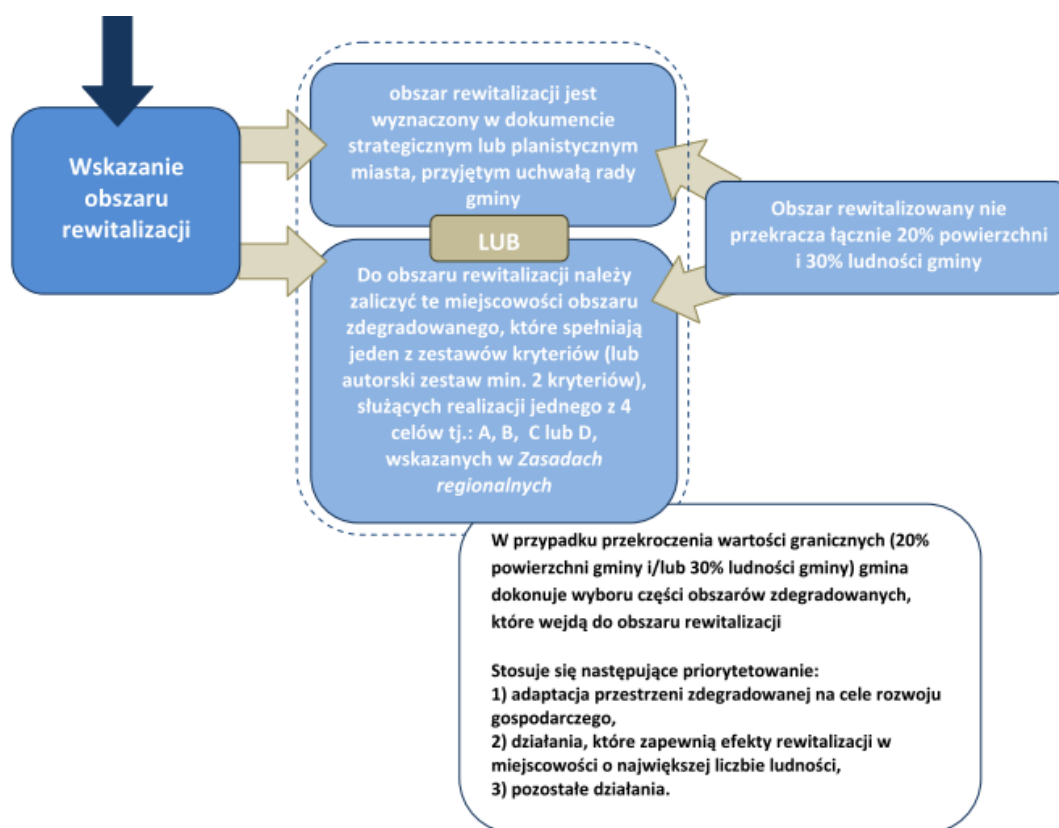 Wskazanie
obszaru
rewitalizacji
obszar rewitalizacji jest
wyznaczony w dokumencie
strategicznym lub planistycznym
miasta, przyjętym uchwałą rady
gminy
LUB
Do obszaru rewitalizacji należy
zaliczyć te miejscowości obszaru
zdegradowanego, które spełniają
jeden z zestawów kryteriów (lub
autorski zestaw min. 2 kryteriów),
służących realizacji jednego z 4
celów tj.: A, B, C lub D,
wskazanych w Zasadach
regionalnych
Obszar rewitalizowany nie
przekracza łącznie 20% powierzchni
i 30% ludności gminy
W przypadku przekroczenia wartości granicznych (20%
powierzchni gminy i/lub 30% ludności gminy) gmina
dokonuje wyboru części obszarów zdegradowanych,
które wejdą do obszaru rewitalizacji
Stosuje się następujące priorytetowanie:
1) adaptacja przestrzeni zdegradowanej na cele rozwoju
gospodarczego,
2) działania, które zapewnią efekty rewitalizacji w
miejscowości o największej liczbie ludności,
3) pozostałe działania.